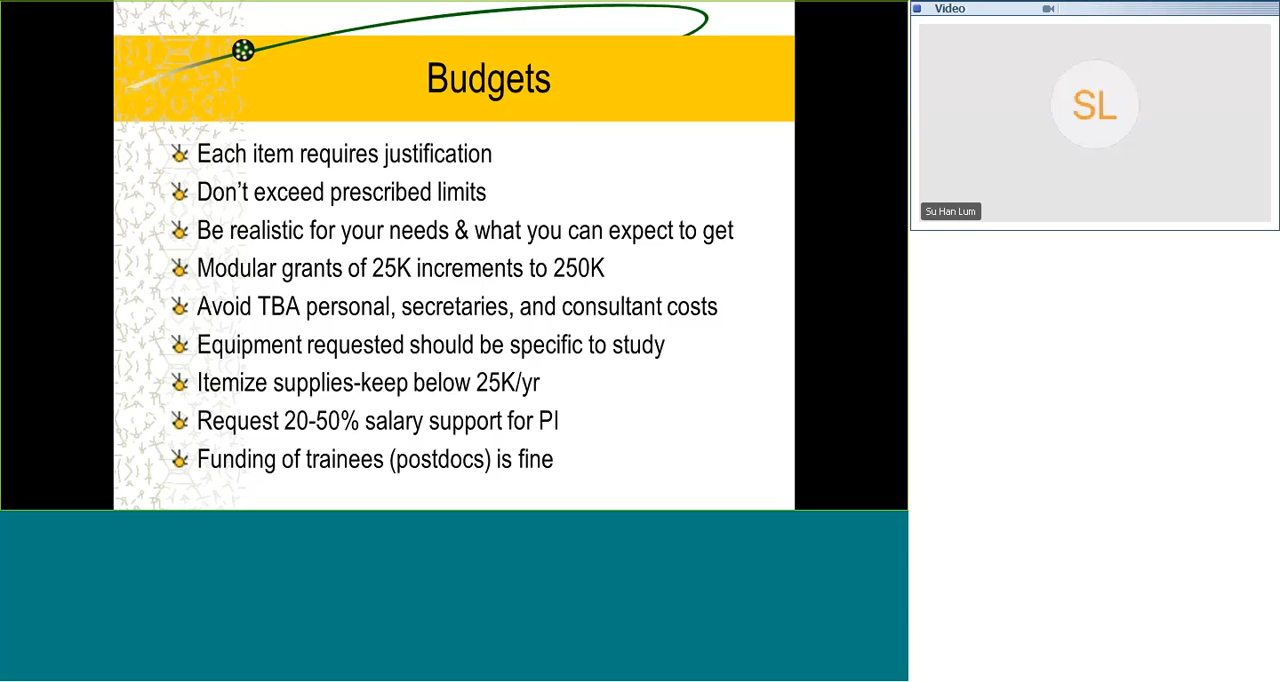 Budgets
Each item requires justification
Don't exceed prescribed limits
Be realistic for your needs & what you can expect to get
Modular grants of 25K increments to 250K
Avoid TBA personal, secretaries, and consultant costs
Equipment requested should be specific to study
Itemize supplies-keep below 25K/yr
Request 20-50% salary support for PI
Funding of trainees (postdocs) is fine
Video
SL
Su Han Lum